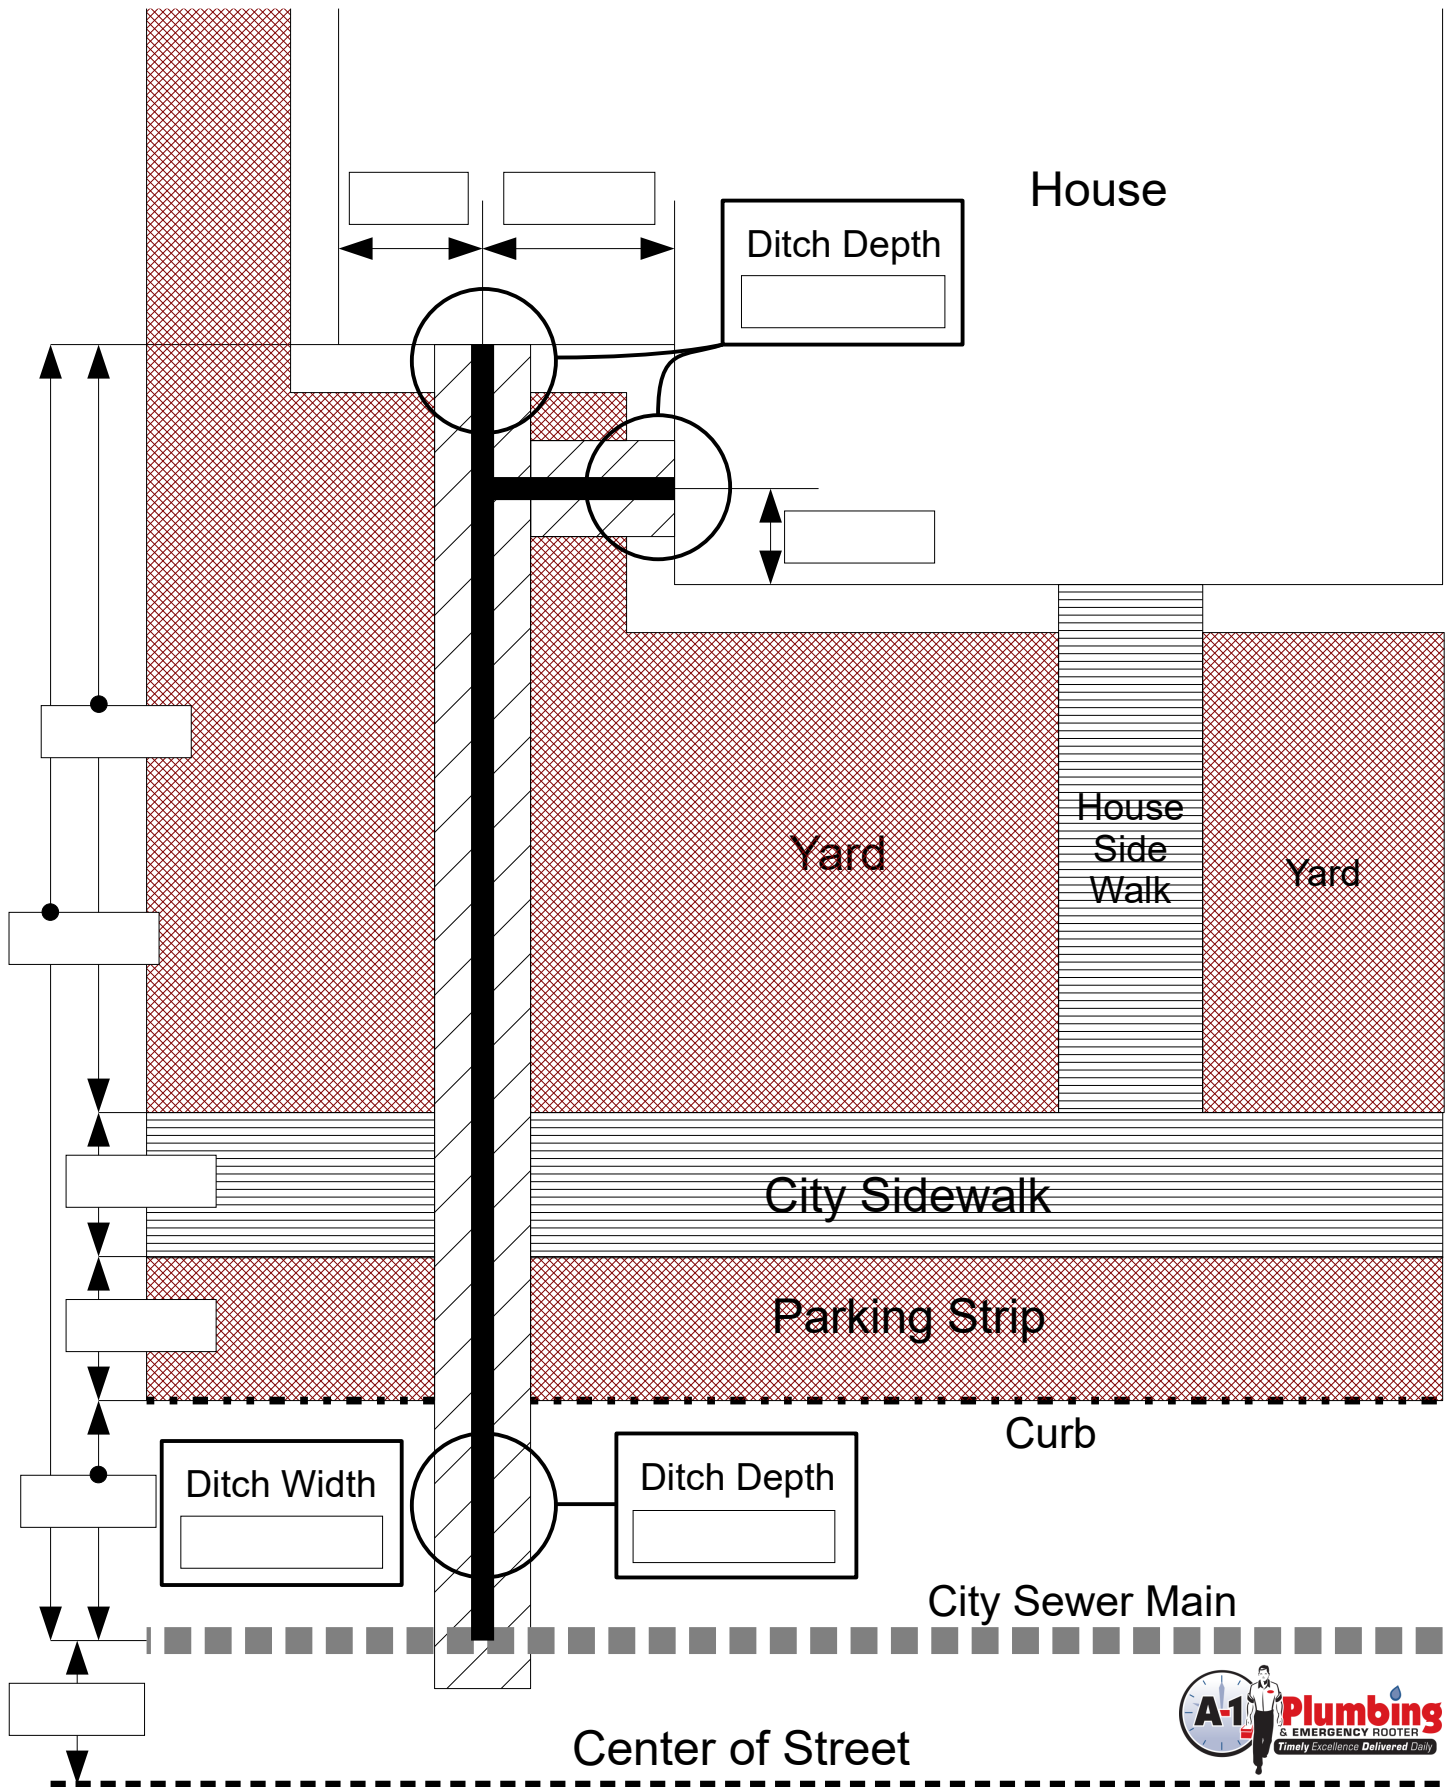 House
Ditch Depth
House
Side
Walk
Yard
Yard
City Sidewalk
Parking Strip
Curb
Ditch Width
Ditch Depth
City Sewer Main
A-1 Plumbing
& EMERGENCY ROOTER
Timely Excellence Delivered Daily
Center of Street